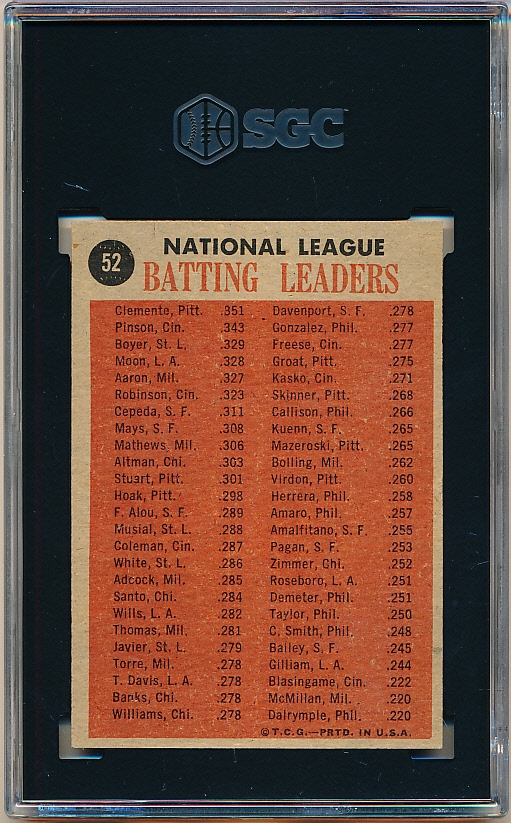 SGC
52
NATIONAL LEAGUE
BATTING LEADERS
Clemente, Pitt. .351
Pinson, Cin. .343
Boyer, St. L. .329
Moon, L. A. .328
Aaron, Mil. .327
Robinson, Cin. .323
Cepeda, S. F. .311
Mays, S. F. .308
Mathews, Mil. .306
Altman, Chi. .303
Stuart, Pitt. .301
Hoak, Pitt. .298
F. Alou, S. F. .289
Musial, St. L. .288
Coleman, Cin. .287
White, St. L. .286
Adcock, Mil. .285
Santo, Chi. .284
Wills, L. A. .282
Thomas, Mil. .281
Javier, St. L. .279
Torre, Mil. .278
T. Davis, L. A. .278
Banks, Chi. .278
Williams, Chi. .278
Davenport, S. F. .278
Gonzalez, Phil. .277
Freese, Cin. .277
Groat, Pitt. .275
Kasko, Cin. .271
Skinner, Pitt. .268
Callison, Phil. .266
Kuenn, S. F. .265
Mazeroski, Pitt. .265
Bolling, Mil. .262
Virdon, Pitt. .260
Herrera, Phil. .258
Amaro, Phil. .257
Amalfitano, S. F. .255
Pagan, S. F. .253
Zimmer, Chi. .252
Roseboro, L. A. .251
Demeter, Phil. .251
Taylor, Phil. .250
C. Smith, Phil. .248
Bailey, S. F. .245
Gilliam, L. A. .244
Blasingame, Cin. .222
McMillan, Mil. .220
Dalrymple, Phil. .220
©T.C.G.—PRTD. IN U.S.A.